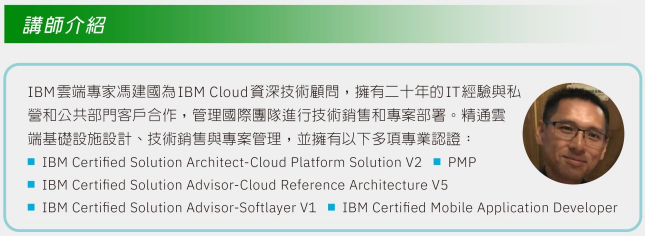 講師介紹
IBM雲端專家馮建國為IBM Cloud資深技術顧問，擁有二十年的IT經驗與私
營和公共部門客戶合作，管理國際團隊進行技術銷售和專案部署。精通雲
端基礎設施設計、技術銷售與專案管理，並擁有以下多項專業認證：
■ IBM Certified Solution Architect-Cloud Platform Solution V2 ■ PMP
■ IBM Certified Solution Advisor-Cloud Reference Architecture V5
■ IBM Certified Solution Advisor-Softlayer V1 ■ IBM Certified Mobile Application Developer